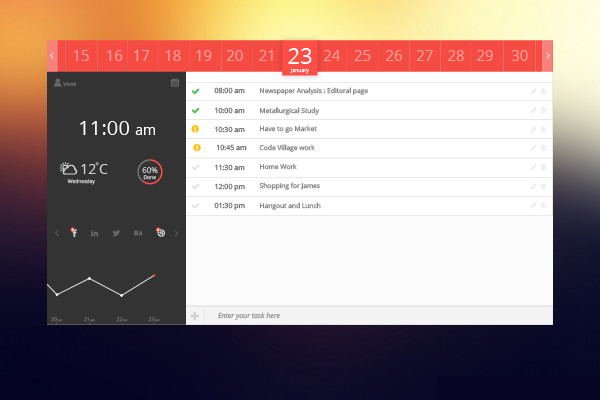 15 16 17 18 19 20 21 23 24 25 26 27 28 29 30
January
Vivek
11:00 am
12°C
Wednesday
60%
Done
in Bē
20 21 22 23
08:00 am Newspaper Analysis : Editoral page
10:00 am Metallurgical Study
10:30 am Have to go Market
10:45 am Code Village work
11:30 am Home Work
12:00 pm Shopping for James
01:30 pm Hangout and Lunch
Enter your task here